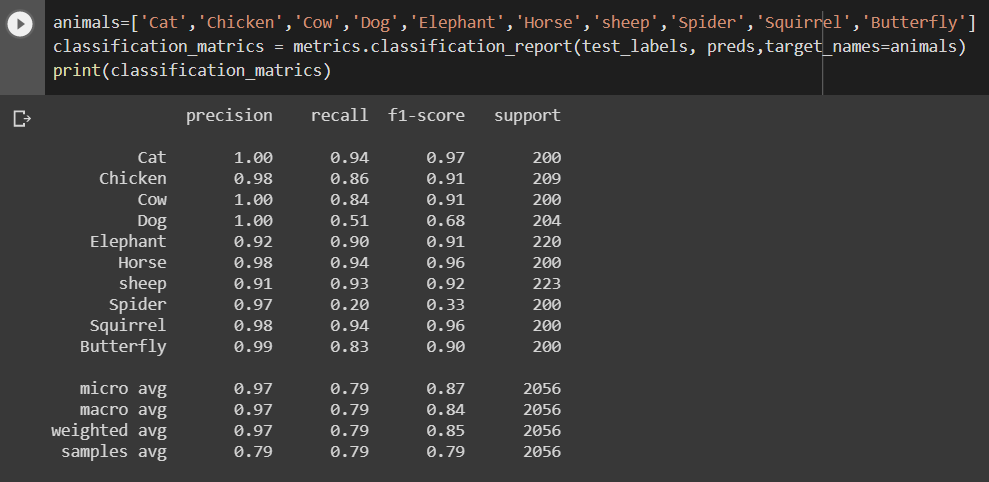 animals=['Cat','Chicken','Cow','Dog','Elephant','Horse','sheep','Spider','Squirrel','Butterfly']
classification_matrics = metrics.classification_report(test_labels, preds,target_names=animals)
print(classification_matrics)
precision recall f1-score support
Cat 1.00 0.94 0.97 200
Chicken 0.98 0.86 0.91 209
Cow 1.00 0.84 0.91 200
Dog 1.00 0.51 0.68 204
Elephant 0.92 0.90 0.91 220
Horse 0.98 0.94 0.96 200
sheep 0.91 0.93 0.92 223
Spider 0.97 0.20 0.33 200
Squirrel 0.98 0.94 0.96 200
Butterfly 0.99 0.83 0.90 200
micro avg 0.97 0.79 0.87 2056
macro avg 0.97 0.79 0.84 2056
weighted avg 0.97 0.79 0.85 2056
samples avg 0.79 0.79 0.79 2056